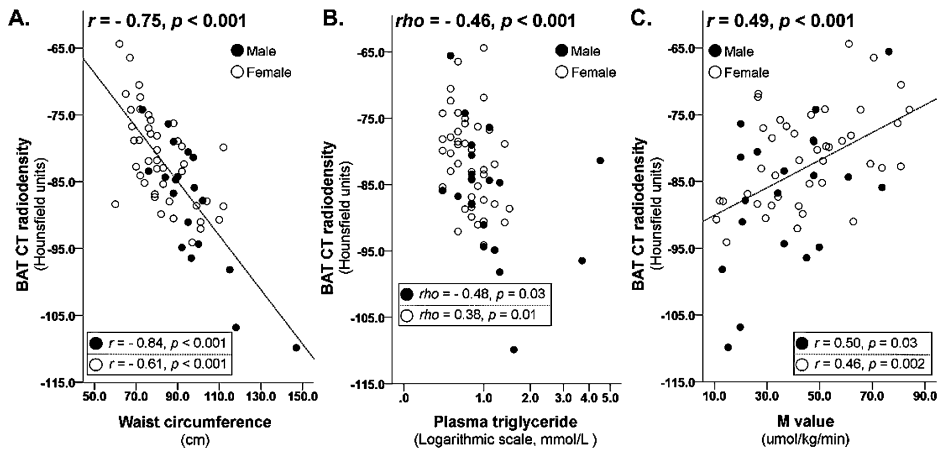 A.
r = - 0.75, p < 0.001
BAT CT radiodensity
(Hounsfield units)
-65.0
-75.0
-85.0
-95.0
-105.0
-115.0
Male
Female
r = - 0.84, p < 0.001
r = - 0.61, p < 0.001
50.0 70.0 90.0 110.0 130.0 150.0
Waist circumference
(cm)
B.
rho = - 0.46, p < 0.001
BAT CT radiodensity
(Hounsfield units)
-65.0
-75.0
-85.0
-95.0
-105.0
-115.0
Male
Female
rho = - 0.48, p = 0.03
rho = 0.38, p = 0.01
.0 1.0 2.0 3.0 4.0 5.0
Plasma triglyceride
(Logarithmic scale, mmol/L )
C.
r = 0.49, p < 0.001
BAT CT radiodensity
(Hounsfield units)
-65.0
-75.0
-85.0
-95.0
-105.0
-115.0
Male
Female
r = 0.50, p = 0.03
r = 0.46, p = 0.002
10.0 30.0 50.0 70.0 90.0
M value
(umol/kg/min)